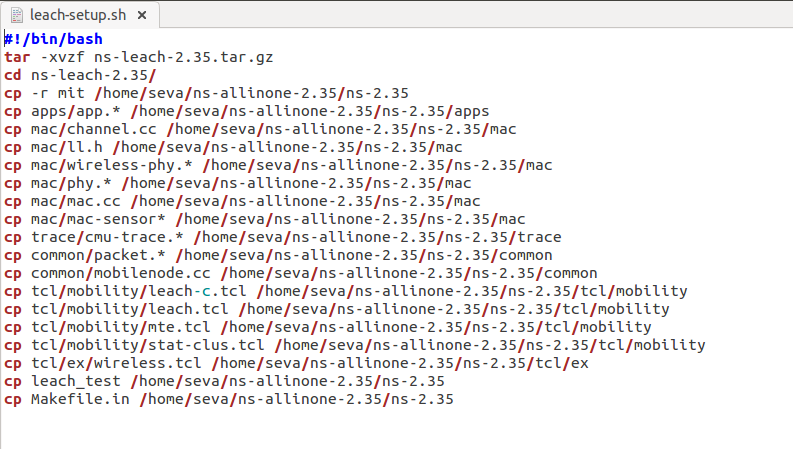 leach-setup.sh ×
#!/bin/bash
tar -xvzf ns-leach-2.35.tar.gz
cd ns-leach-2.35/
cp -r mit /home/seva/ns-allinone-2.35/ns-2.35
cp apps/app.* /home/seva/ns-allinone-2.35/ns-2.35/apps
cp mac/channel.cc /home/seva/ns-allinone-2.35/ns-2.35/mac
cp mac/ll.h /home/seva/ns-allinone-2.35/ns-2.35/mac
cp mac/wireless-phy.* /home/seva/ns-allinone-2.35/ns-2.35/mac
cp mac/phy.* /home/seva/ns-allinone-2.35/ns-2.35/mac
cp mac/mac.cc /home/seva/ns-allinone-2.35/ns-2.35/mac
cp mac/mac-sensor* /home/seva/ns-allinone-2.35/ns-2.35/mac
cp trace/cmu-trace.* /home/seva/ns-allinone-2.35/ns-2.35/trace
cp common/packet.* /home/seva/ns-allinone-2.35/ns-2.35/common
cp common/mobilenode.cc /home/seva/ns-allinone-2.35/ns-2.35/common
cp tcl/mobility/leach-c.tcl /home/seva/ns-allinone-2.35/ns-2.35/tcl/mobility
cp tcl/mobility/leach.tcl /home/seva/ns-allinone-2.35/ns-2.35/tcl/mobility
cp tcl/mobility/mte.tcl /home/seva/ns-allinone-2.35/ns-2.35/tcl/mobility
cp tcl/mobility/stat-clus.tcl /home/seva/ns-allinone-2.35/ns-2.35/tcl/mobility
cp tcl/ex/wireless.tcl /home/seva/ns-allinone-2.35/ns-2.35/tcl/ex
cp leach_test /home/seva/ns-allinone-2.35/ns-2.35
cp Makefile.in /home/seva/ns-allinone-2.35/ns-2.35